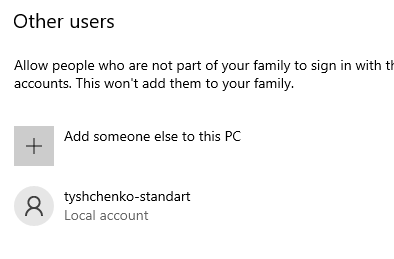 Other users
Allow people who are not part of your family to sign in with
accounts. This won't add them to your family.
Add someone else to this PC
tyshchenko-standart
Local account